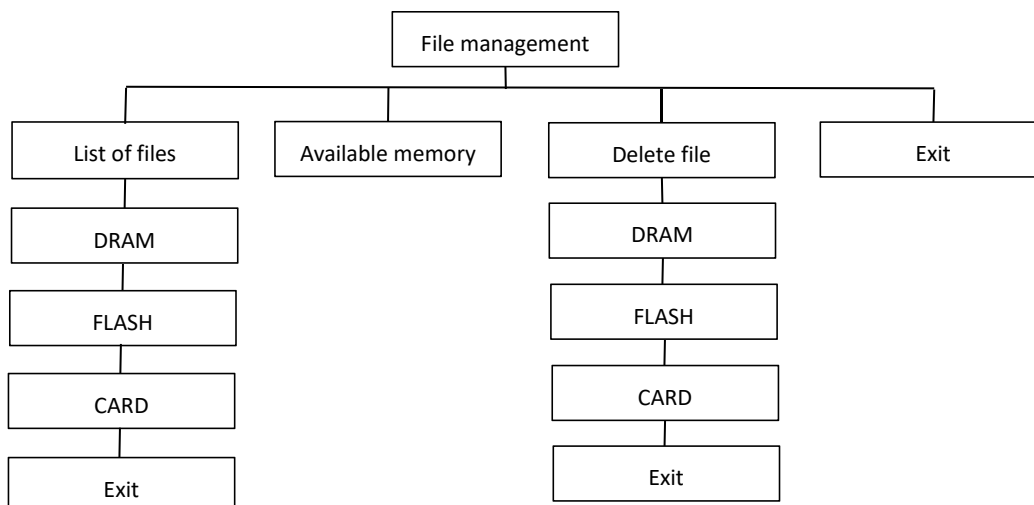 File management
List of files
Available memory
Delete file
Exit
DRAM
DRAM
FLASH
FLASH
CARD
CARD
Exit
Exit